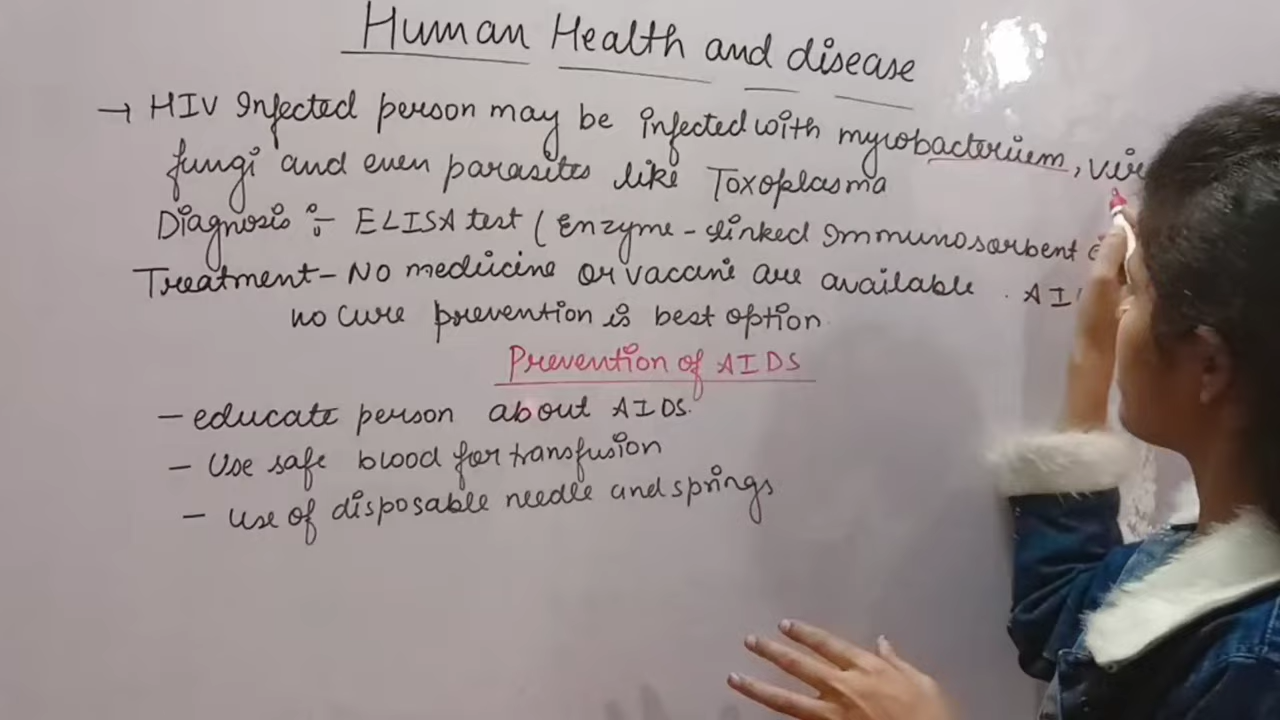 Human Health and disease
→ HIV Infected person may be infected with mycobacterium,
fungi and even parasites like Toxoplasma
Diagnosis :- ELISA test (Enzyme-linked Immunosorbent
Treatment - No medicine or vaccine are available.
no cure prevention is best option
Prevention of AIDS
- educate person about AIDS.
- Use safe blood for transfusion
- use of disposable needle and springs